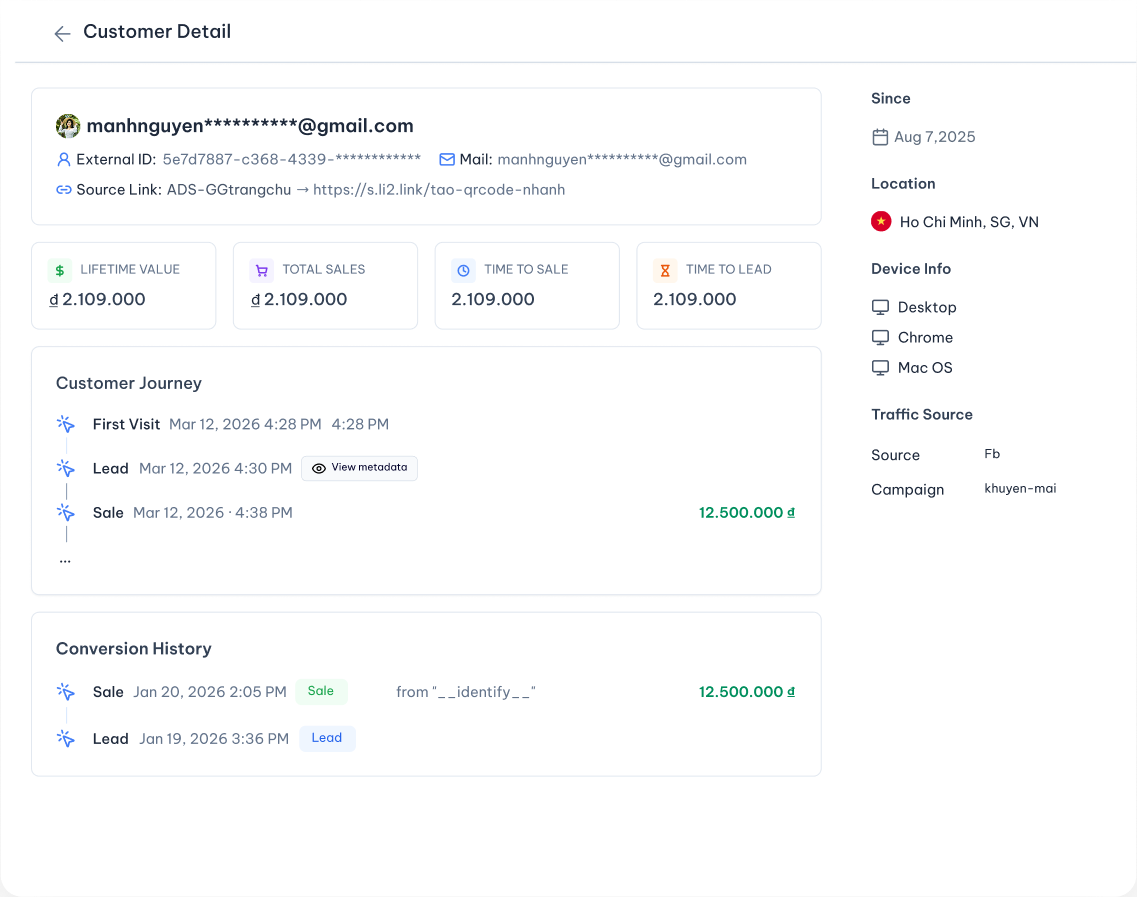 Customer Detail
manhnguyen**********@gmail.com
External ID: 5e7d7887-c368-4339-************ Mail: manhnguyen**********@gmail.com
Source Link: ADS-GGtrangchu → https://s.li2.link/tao-qrcode-nhanh
LIFETIME VALUE
₫ 2.109.000
TOTAL SALES
₫ 2.109.000
TIME TO SALE
2.109.000
TIME TO LEAD
2.109.000
Customer Journey
First Visit Mar 12, 2026 4:28 PM 4:28 PM
Lead Mar 12, 2026 4:30 PM View metadata
Sale Mar 12, 2026 · 4:38 PM 12.500.000 ₫
...
Conversion History
Sale Jan 20, 2026 2:05 PM Sale from "__identify__" 12.500.000 ₫
Lead Jan 19, 2026 3:36 PM Lead
Since
Aug 7,2025
Location
Ho Chi Minh, SG, VN
Device Info
Desktop
Chrome
Mac OS
Traffic Source
Source Fb
Campaign khuyen-mai